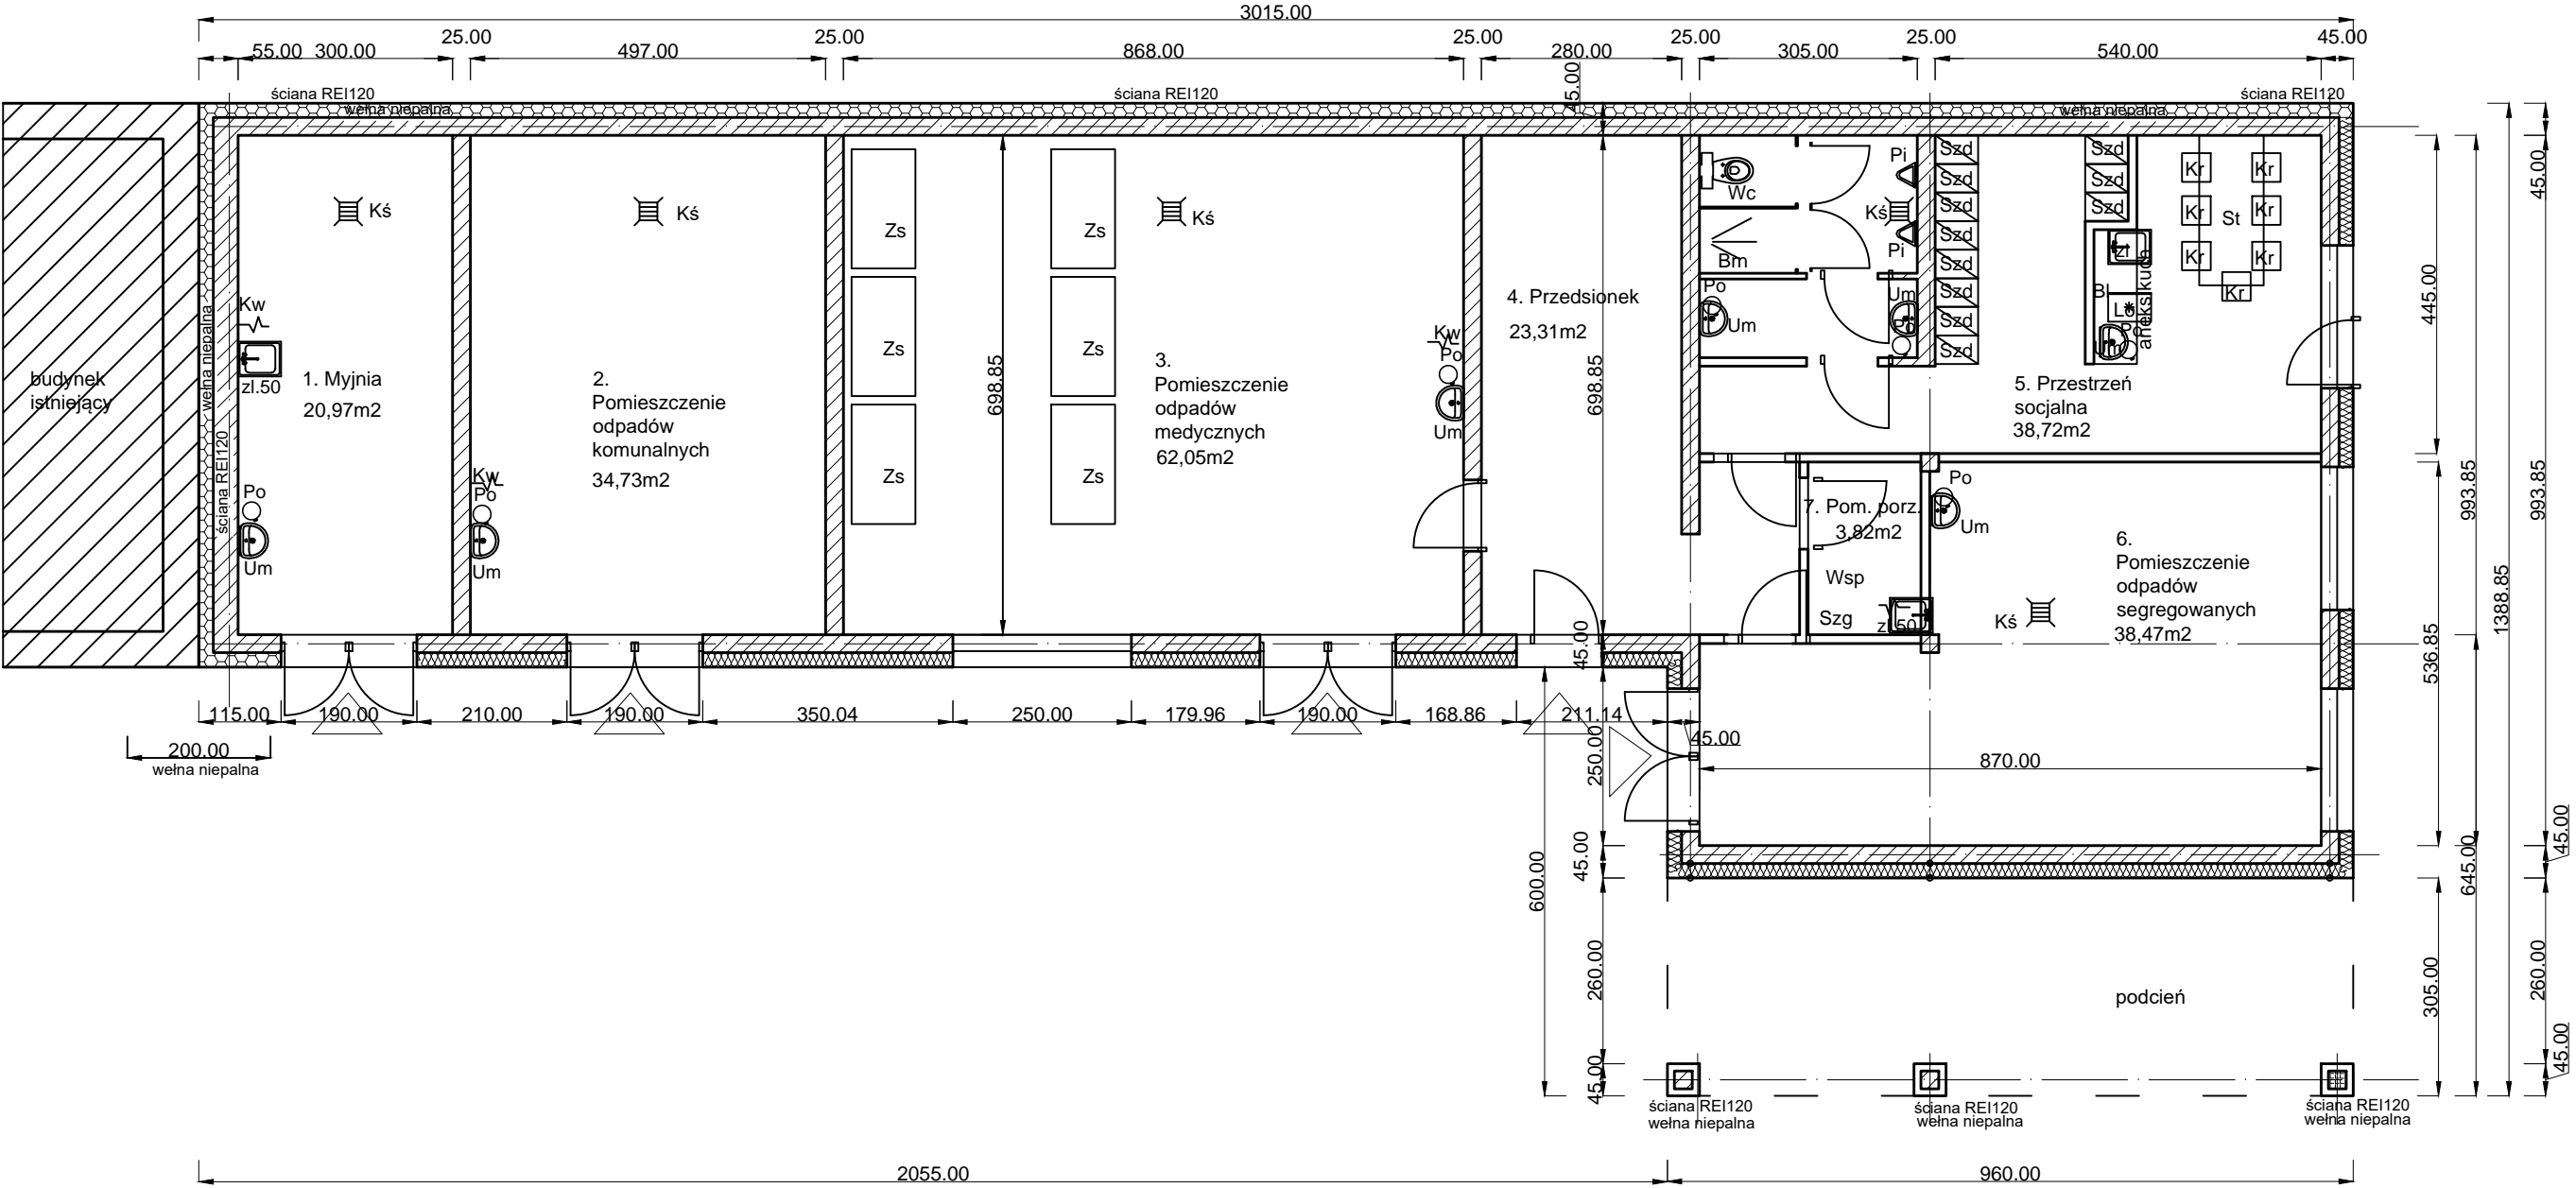 3015.00
55.00 300.00 25.00 497.00 25.00 868.00 25.00 280.00 25.00 305.00 25.00 540.00 45.00
45.00
ściana REI120
wełna niepalna
ściana REI120
ściana REI120
wełna niepalna
budynek
istniejący
wełna niepalna
ściana REI120
Kś
Kw
zl.50
1. Myjnia
20,97m2
Po
Um
Kś
2.
Pomieszczenie
odpadów
komunalnych
34,73m2
Kw
Po
Um
Zs Zs
Zs Zs
Zs Zs
Kś
698.85
3.
Pomieszczenie
odpadów
medycznych
62,05m2
Kw
Po
Um
4. Przedsionek
23,31m2
698.85
Wc
Bm
Pi
Kś
Pi
Po
Um
Um
Po
Szd
Szd
Szd
Szd
Szd
Szd
Szd
Szd
Szd
Szd
Szd
zl
Bl
Lo
Po
Um
Kr Kr
Kr St Kr
Kr Kr
Kr
5. Przestrzeń
socjalna
38,72m2
7. Pom. porz.
3,82m2
Wsp
Szg
zl.50
Po
Um
Kś
6.
Pomieszczenie
odpadów
segregowanych
38,47m2
445.00
536.85
305.00
993.85
645.00
1388.85
45.00
993.85
45.00
260.00
45.00
115.00 190.00 210.00 190.00 350.04 250.00 179.96 190.00 168.86 211.14
45.00
200.00
wełna niepalna
45.00
250.00
45.00
260.00
45.00
600.00
870.00
podcień
ściana REI120
wełna niepalna
ściana REI120
wełna niepalna
ściana REI120
wełna niepalna
2055.00 960.00